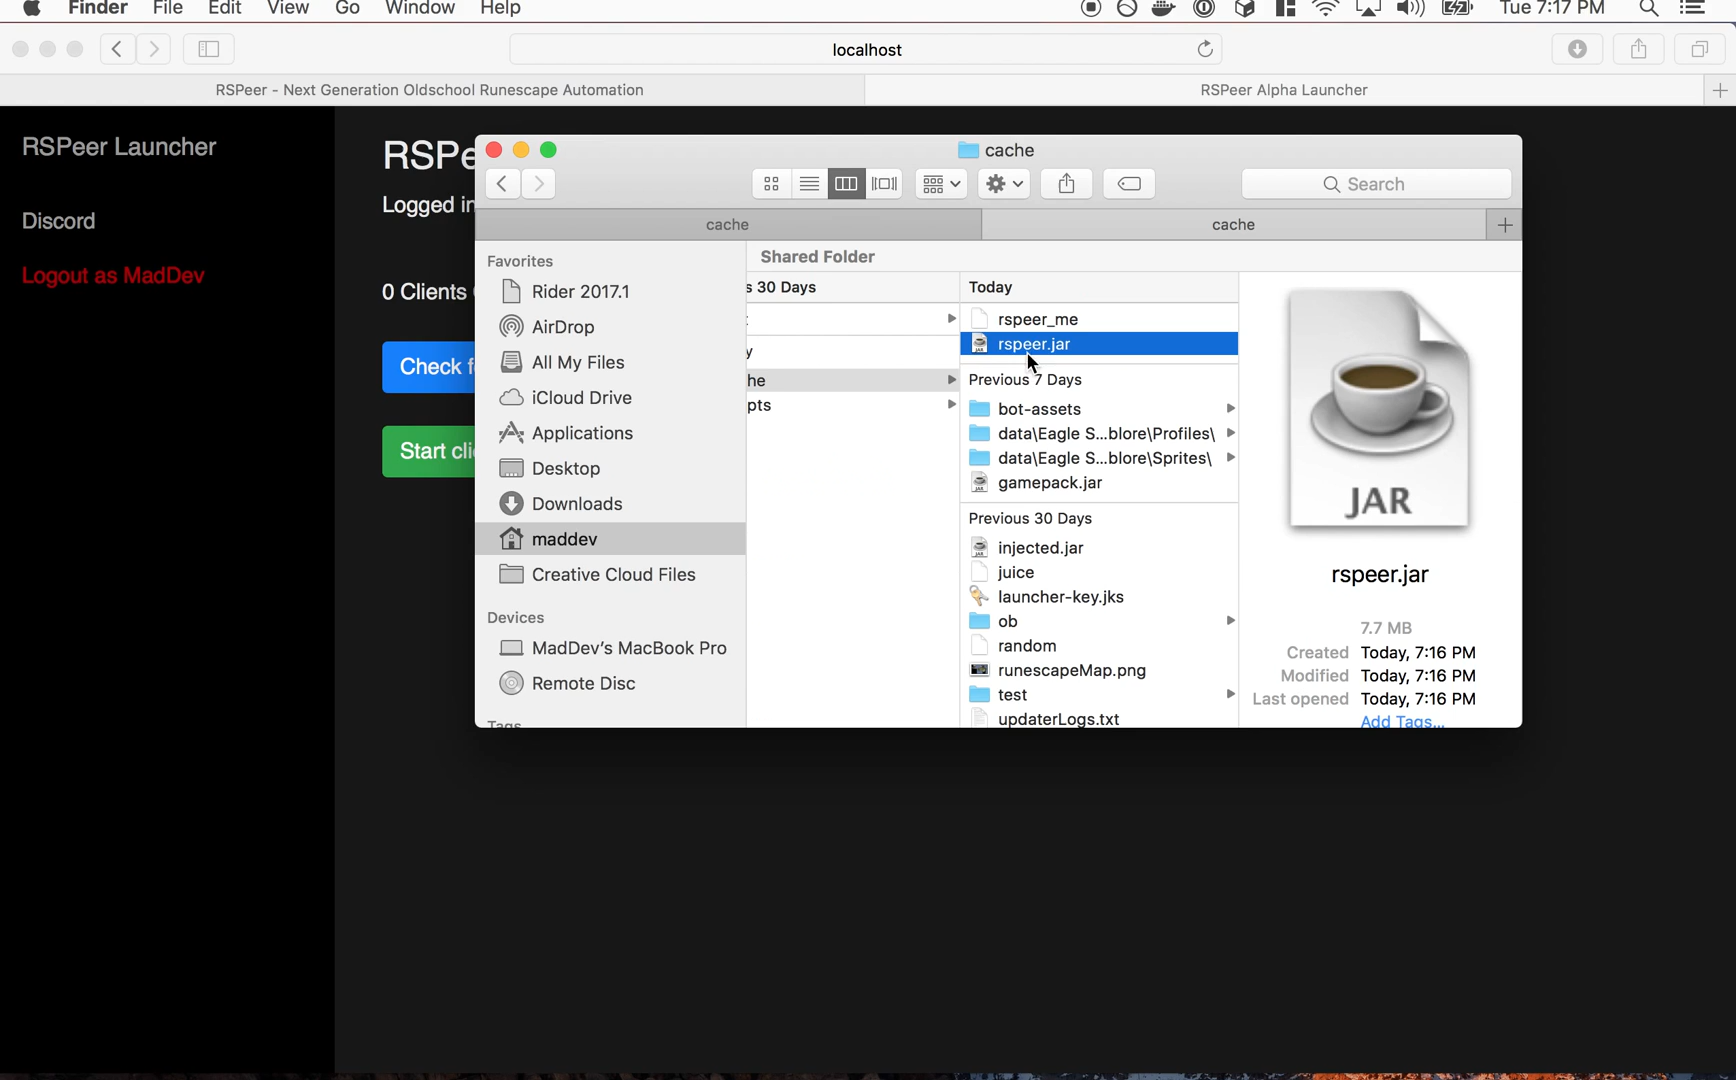 Finder File Edit View Go Window Help Tue 7:17 PM
localhost
RSPeer - Next Generation Oldschool Runescape Automation
RSPeer Alpha Launcher
RSPeer Launcher
Discord
Logout as MadDev
RSPe
Logged in
0 Clients
Check f
Start cli
cache
Search
cache
cache
Favorites
Rider 2017.1
AirDrop
All My Files
iCloud Drive
Applications
Desktop
Downloads
maddev
Creative Cloud Files
Devices
MadDev's MacBook Pro
Remote Disc
Tags
Shared Folder
s 30 Days
y
he
pts
Today
rspeer_me
rspeer.jar
Previous 7 Days
bot-assets
data\Eagle S...blore\Profiles\
data\Eagle S...blore\Sprites\
gamepack.jar
Previous 30 Days
injected.jar
juice
launcher-key.jks
ob
random
runescapeMap.png
test
updaterLogs.txt
JAR
rspeer.jar
7.7 MB
Created Today, 7:16 PM
Modified Today, 7:16 PM
Last opened Today, 7:16 PM
Add Tags...